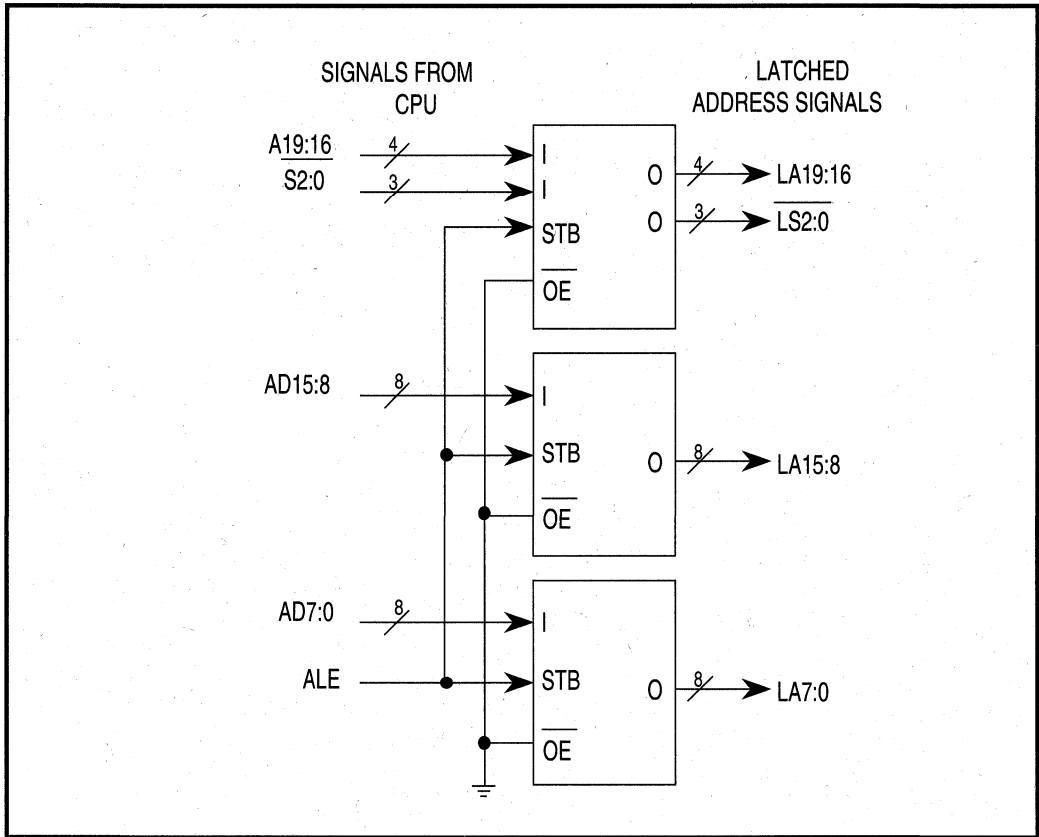 SIGNALS FROM
CPU
LATCHED
ADDRESS SIGNALS
A19:16
4
I
O
4
LA19:16
S2:0
3
I
O
3
LS2:0
STB
OE
AD15:8
8
I
STB
O
8
LA15:8
OE
AD7:0
8
I
ALE
STB
O
8
LA7:0
OE